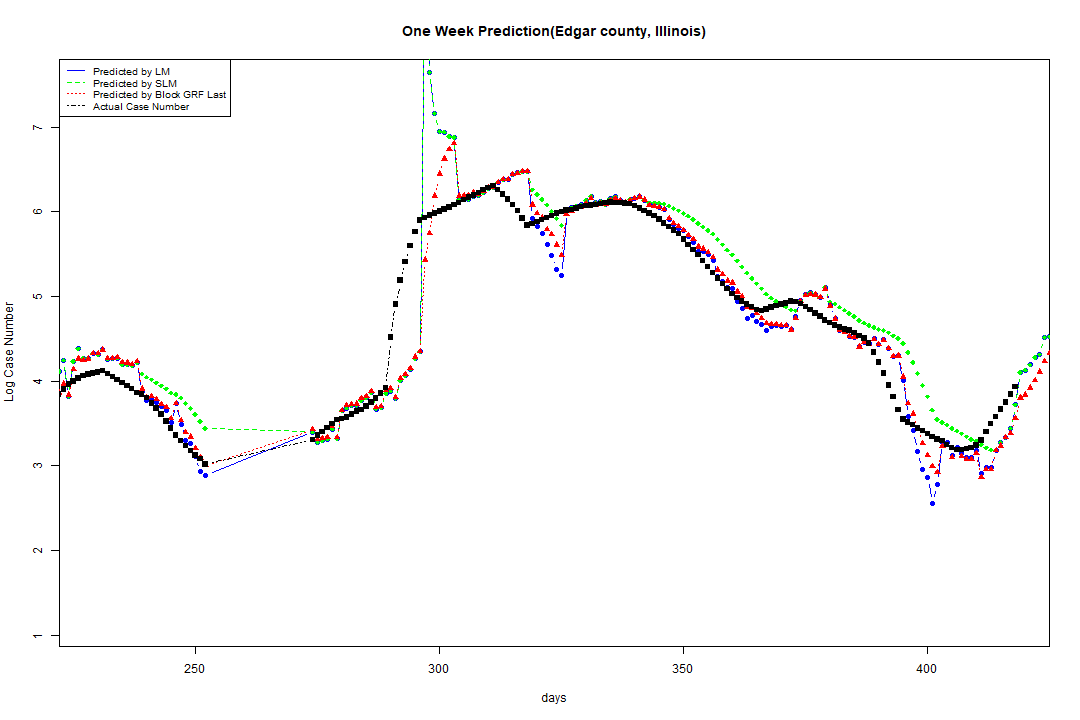 One Week Prediction(Edgar county, Illinois)
Predicted by LM
Predicted by SLM
Predicted by Block GRF Last
Actual Case Number
7
6
5
4
3
2
1
Log Case Number
250 300 350 400
days